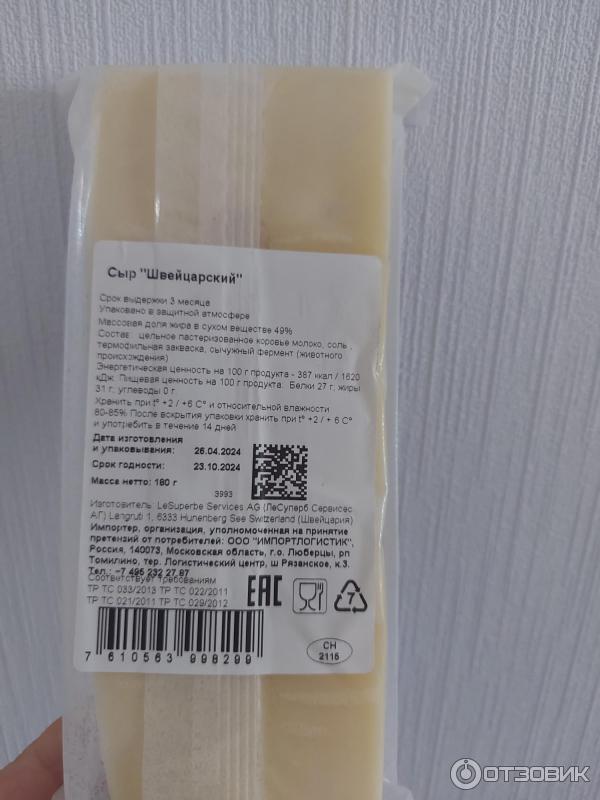 Сыр "Швейцарский"
Срок выдержки 3 месяца
Упаковано в защитной атмосфере
Массовая доля жира в сухом веществе 49%
Состав: цельное пастеризованное коровье молоко, соль ,
термофильная закваска, сычужный фермент (животного
происхождения)
Энергетическая ценность на 100 г продукта - 387 ккал / 1620
кДж. Пищевая ценность на 100 г продукта: Белки 27 г; жиры
31 г; углеводы 0 г.
Хранить при t° +2 / +6 С° и относительной влажности
80-85% После вскрытия упаковки хранить при t° +2 / + 6 С°
и употребить в течение 14 дней
Дата изготовления
и упаковывания: 26.04.2024
Срок годности: 23.10.2024
Масса нетто: 180 г
3993
Изготовитель: LeSuperbe Services AG (ЛеСуперб Сервисес
АГ) Langruti 1, 6333 Hunenberg See Switzerland (Швейцария)
Импортер, организация, уполномоченная на принятие
претензий от потребителей: ООО "ИМПОРТЛОГИСТИК",
Россия, 140073, Московская область, г.о. Люберцы, рп
Томилино, тер. Логистический центр, ш Рязанское, к.3.
Тел.: +7 495 232 27 87
Соответствует требованиям
ТР ТС 033/2013 ТР ТС 022/2011
ТР ТС 021/2011 ТР ТС 029/2012
EAC
7
7 610563 998299
CH
2115
ОТЗОВИК